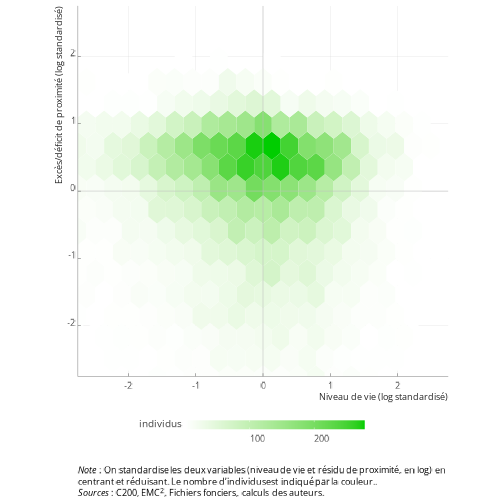 Excès/déficit de proximité (log standardisé)
2
1
0
-1
-2
-2
-1
0
1
2
Niveau de vie (log standardisé)
individus
100
200
Note : On standardise les deux variables (niveau de vie et résidu de proximité, en log) en
centrant et réduisant. Le nombre d'individus est indiqué par la couleur..
Sources : C200, EMC², Fichiers fonciers, calculs des auteurs.